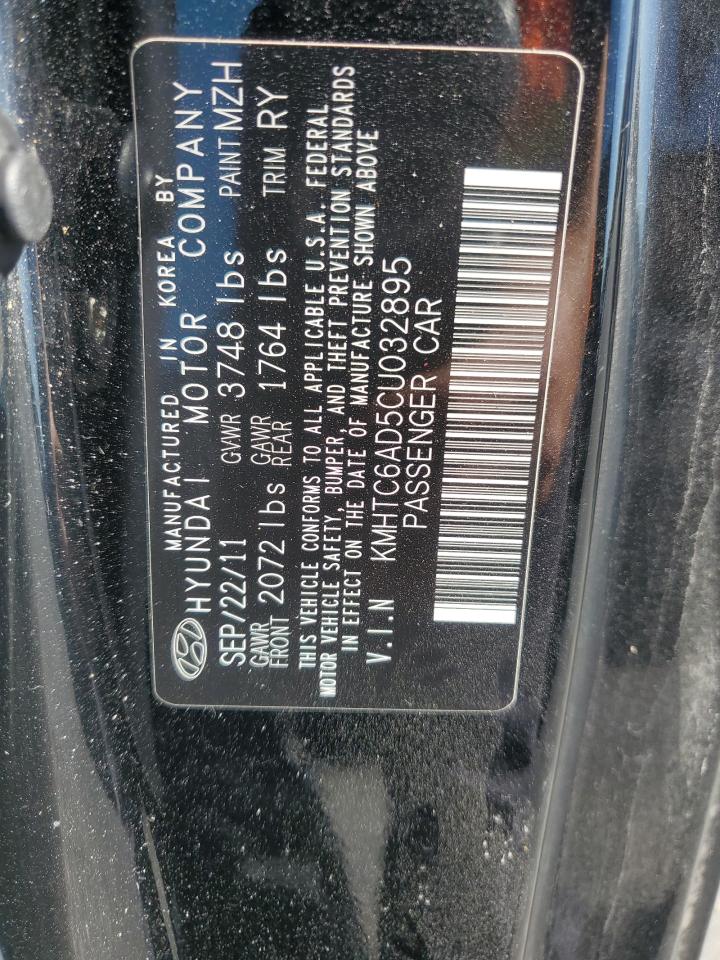 MANUFACTURED IN KOREA BY
HYUNDAI MOTOR COMPANY
SEP/22/11 GVWR 3748 lbs PAINT MZH
GAWR FRONT 2072 lbs GAWR REAR 1764 lbs TRIM RY
THIS VEHICLE CONFORMS TO ALL APPLICABLE U.S.A. FEDERAL
MOTOR VEHICLE SAFETY, BUMPER, AND THEFT PREVENTION STANDARDS
IN EFFECT ON THE DATE OF MANUFACTURE SHOWN ABOVE
V.I.N KMHTC6AD5CU032895
PASSENGER CAR